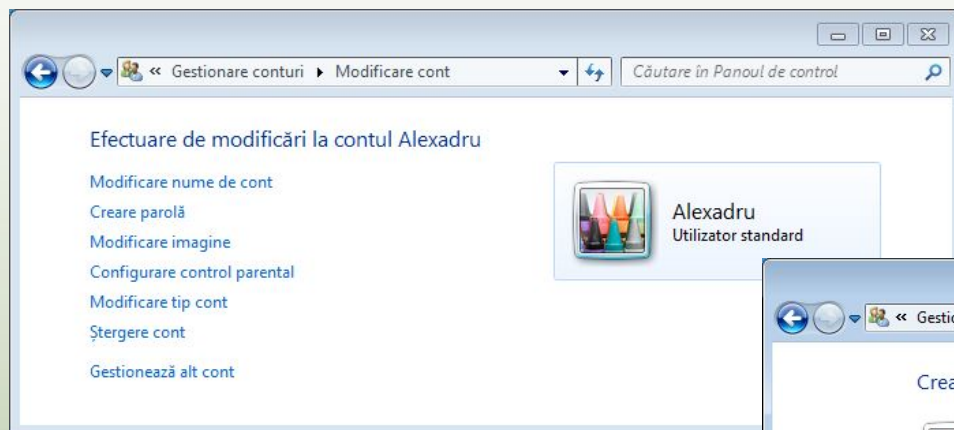 « Gestionare conturi ▸ Modificare cont
Căutare în Panoul de control
Efectuare de modificări la contul Alexadru
Modificare nume de cont
Creare parolă
Modificare imagine
Configurare control parental
Modificare tip cont
Ștergere cont
Gestionează alt cont
Alexadru
Utilizator standard
«